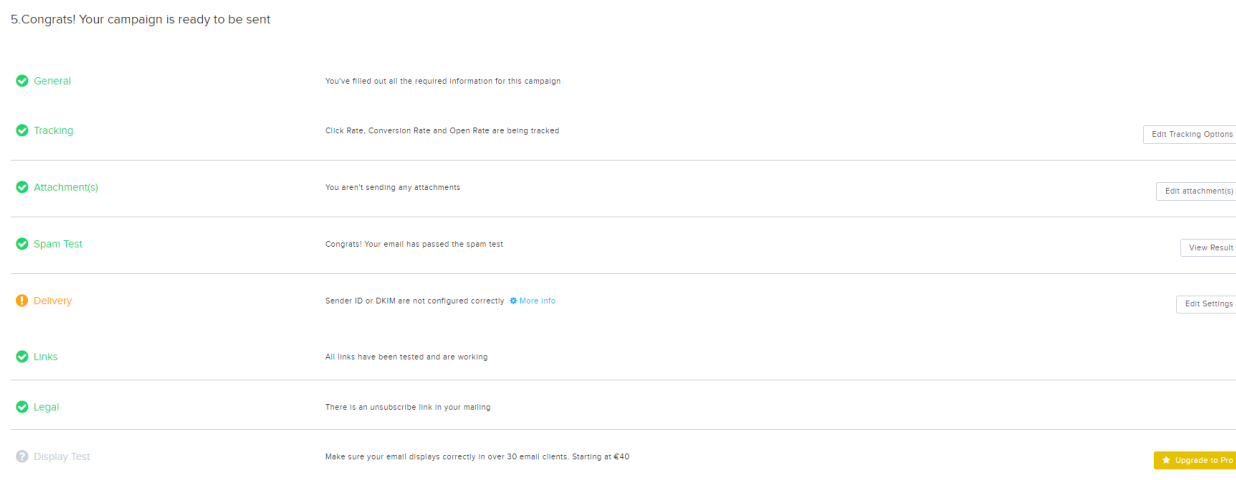 5.Congrats! Your campaign is ready to be sent
General
You've filled out all the required information for this campaign
Tracking
Click Rate, Conversion Rate and Open Rate are being tracked
Edit Tracking Options
Attachment(s)
You aren't sending any attachments
Edit attachment(s)
Spam Test
Congrats! Your email has passed the spam test
View Result
Delivery
Sender ID or DKIM are not configured correctly More info
Edit Settings
Links
All links have been tested and are working
Legal
There is an unsubscribe link in your mailing
Display Test
Make sure your email displays correctly in over 30 email clients. Starting at €40
Upgrade to Pro